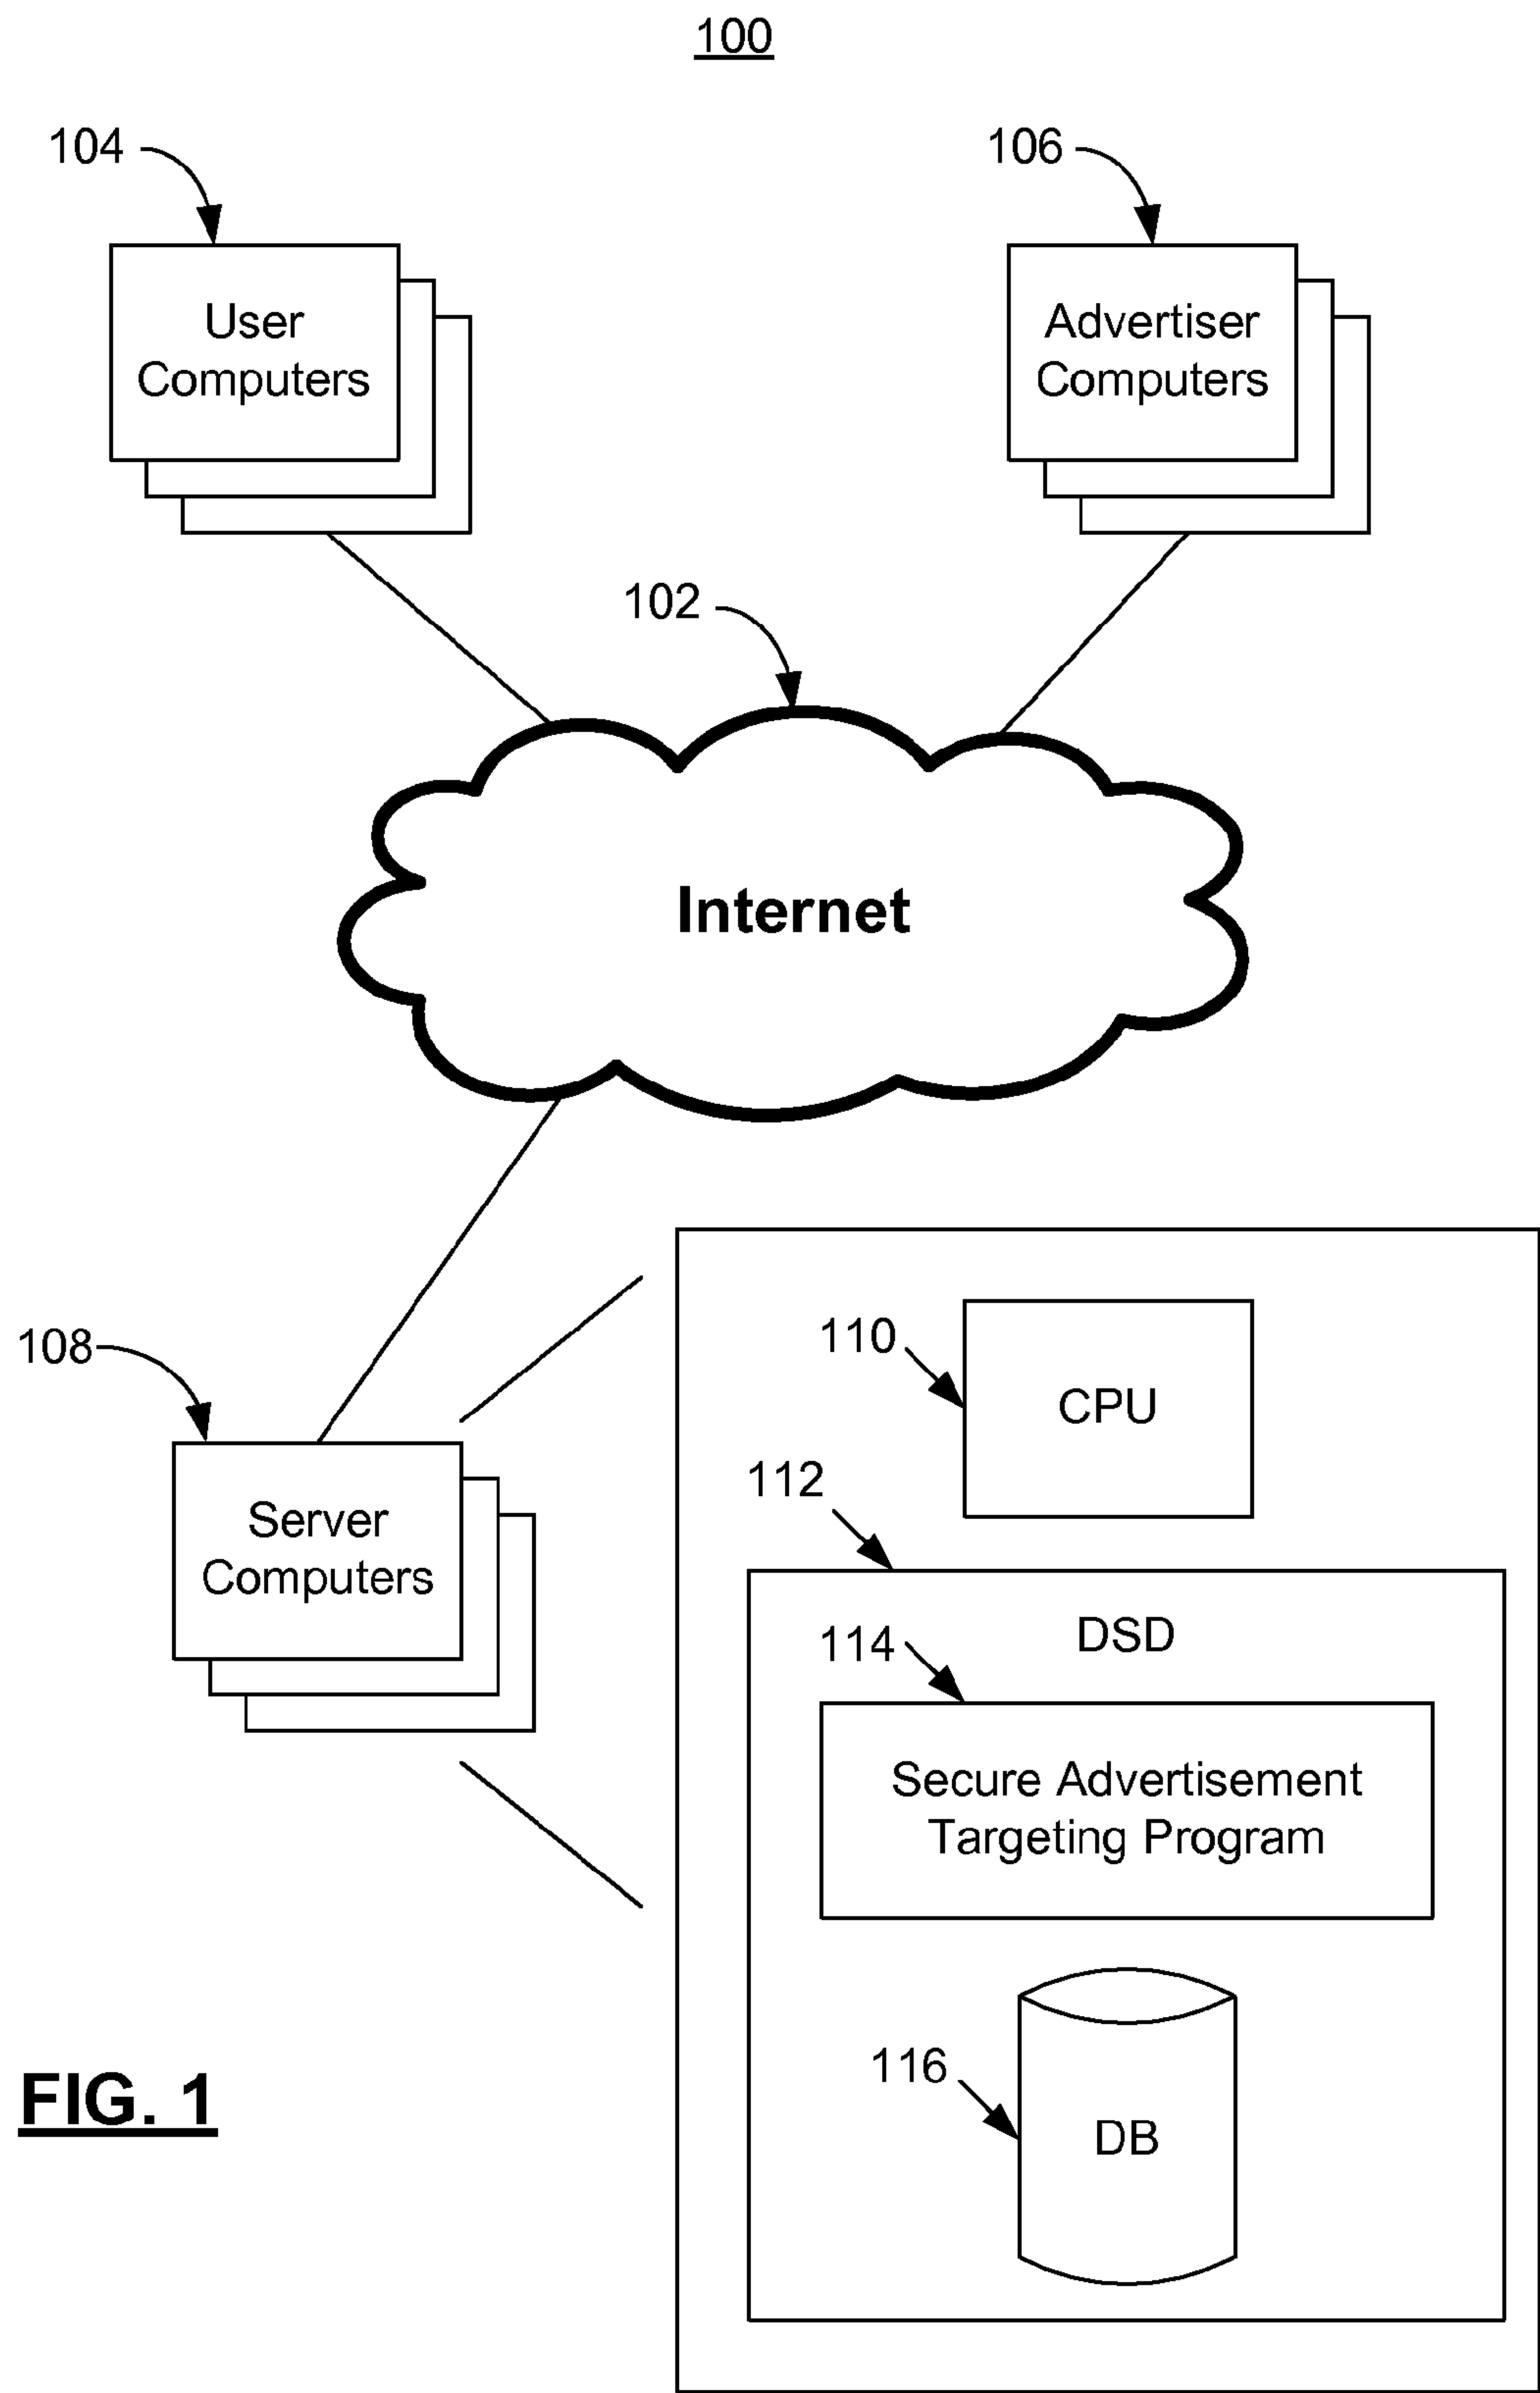 100
104
106
User
Computers
Advertiser
Computers
102
Internet
108
110
CPU
Server
Computers
112
DSD
114
Secure Advertisement
Targeting Program
116
DB
FIG. 1